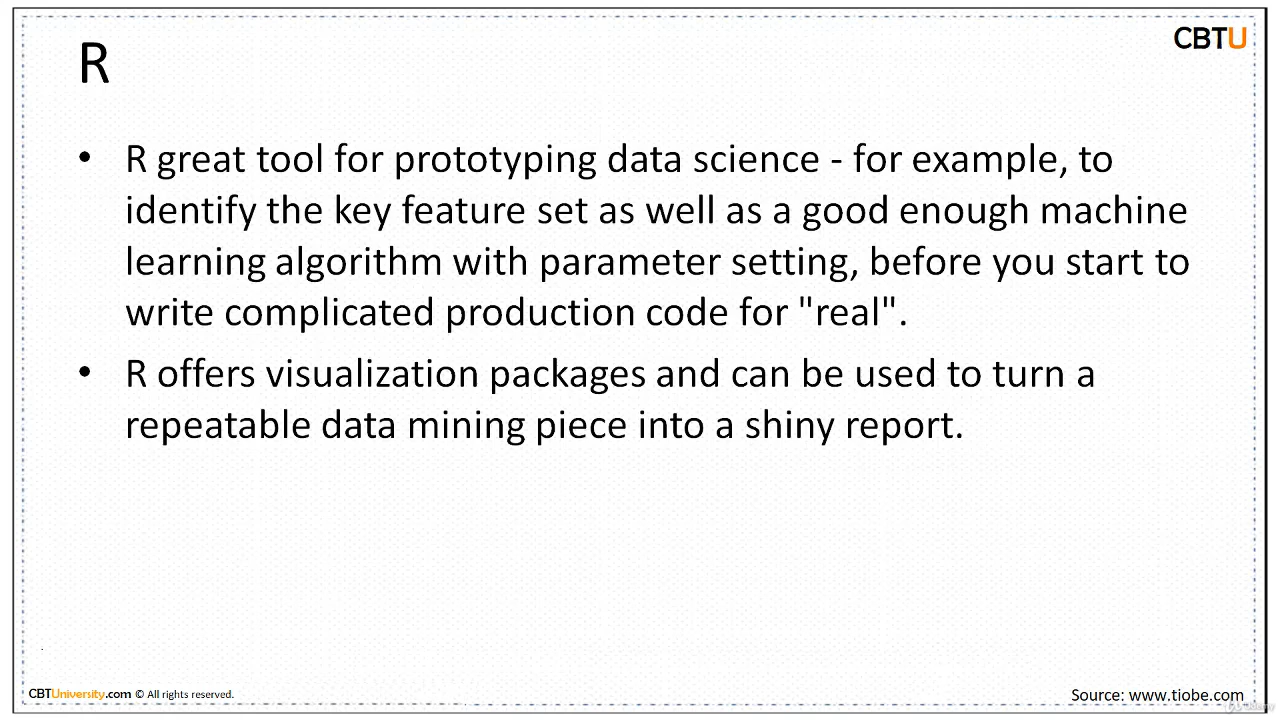 CBTU
R
• R great tool for prototyping data science - for example, to
identify the key feature set as well as a good enough machine
learning algorithm with parameter setting, before you start to
write complicated production code for "real".
• R offers visualization packages and can be used to turn a
repeatable data mining piece into a shiny report.
CBTUniversity.com © All rights reserved.
Source: www.tiobe.com
Udemy